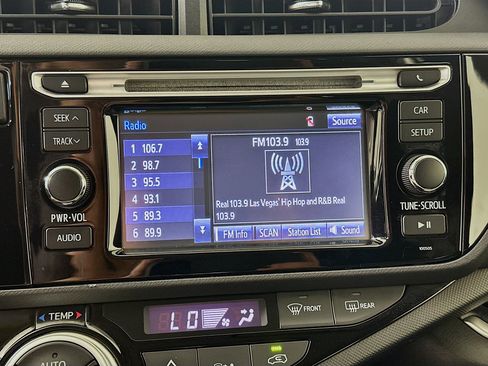 SEEK
TRACK
PWR·VOL
AUDIO
CAR
SETUP
TUNE·SCROLL
100505
Radio
Source
1 106.7
2 98.7
3 95.5
4 93.1
5 89.3
6 89.9
FM103.9 103.9
Real 103.9 Las Vegas' Hip Hop and R&B Real
103.9
FM Info SCAN Station List Sound
TEMP
LO
FRONT
REAR
AUTO